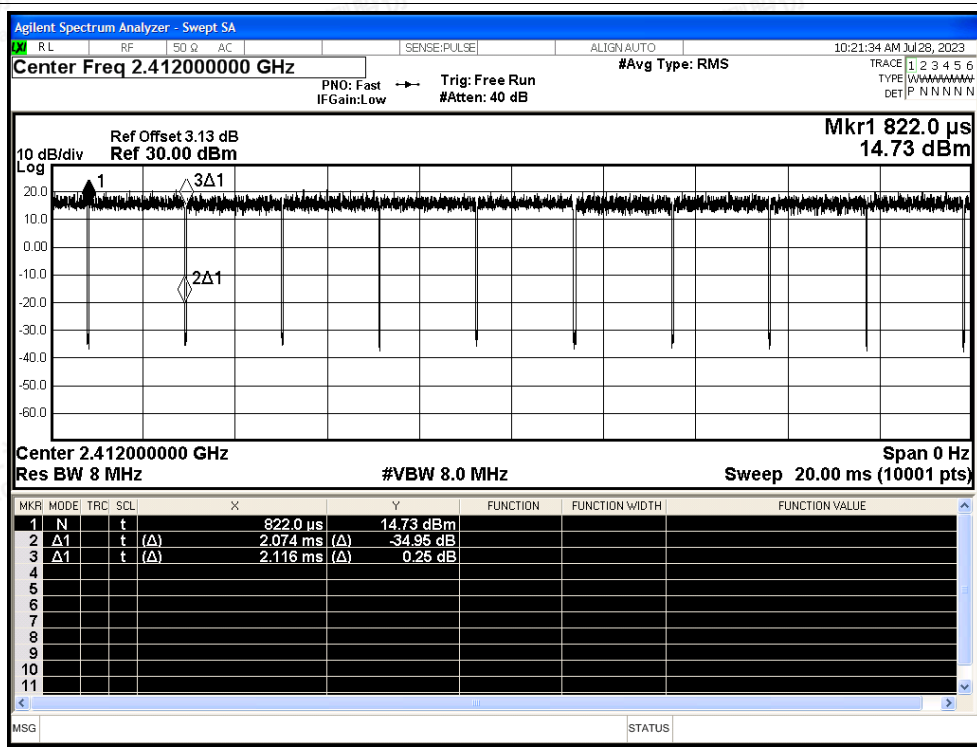 Agilent Spectrum Analyzer - Swept SA
LXI RL RF 50 Ω AC SENSE:PULSE ALIGN AUTO 10:21:34 AM Jul 28, 2023
Center Freq 2.412000000 GHz
PNO: Fast
IFGain:Low
Trig: Free Run
#Atten: 40 dB
#Avg Type: RMS
TRACE 1 2 3 4 5 6
TYPE
DET P N N N N N
Ref Offset 3.13 dB
10 dB/div Ref 30.00 dBm
Log
Mkr1 822.0 µs
14.73 dBm
1
3Δ1
2Δ1
20.0
10.0
0.00
-10.0
-20.0
-30.0
-40.0
-50.0
-60.0
Center 2.412000000 GHz Span 0 Hz
Res BW 8 MHz #VBW 8.0 MHz Sweep 20.00 ms (10001 pts)
MKR MODE TRC SCL X Y FUNCTION FUNCTION WIDTH FUNCTION VALUE
1 N t 822.0 µs 14.73 dBm
2 Δ1 t (Δ) 2.074 ms (Δ) -34.95 dB
3 Δ1 t (Δ) 2.116 ms (Δ) 0.25 dB
4
5
6
7
8
9
10
11
MSG STATUS